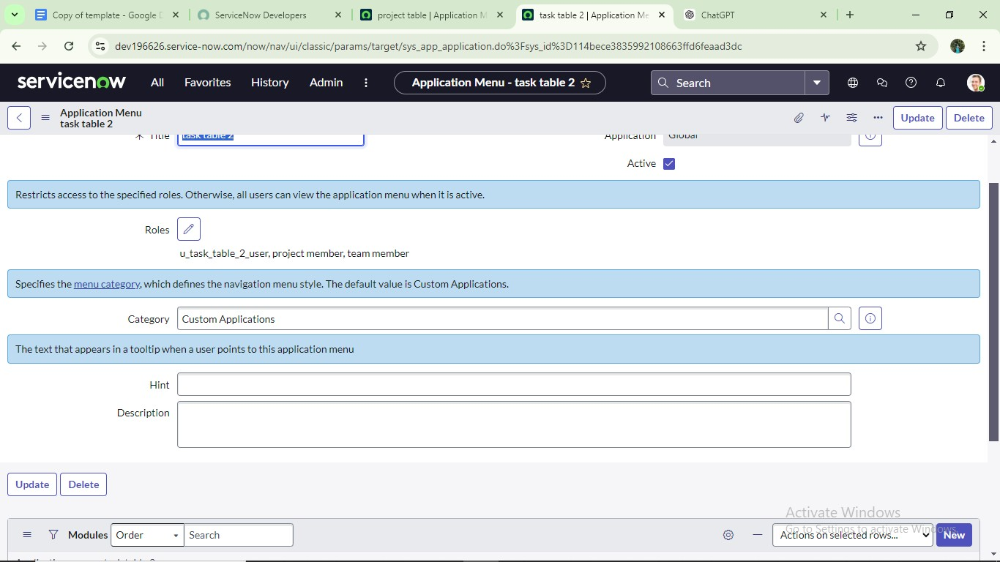 Copy of template - Google D
ServiceNow Developers
project table | Application M
task table 2 | Application Me
ChatGPT
dev196626.service-now.com/now/nav/ui/classic/params/target/sys_app_application.do%3Fsys_id%3D114bece3835992108663ffd6feaad3dc
servicenow All Favorites History Admin Application Menu - task table 2 Search
Application Menu
task table 2
Update Delete
Title task table 2 Application Global
Active
Restricts access to the specified roles. Otherwise, all users can view the application menu when it is active.
Roles
u_task_table_2_user, project member, team member
Specifies the menu category, which defines the navigation menu style. The default value is Custom Applications.
Category Custom Applications
The text that appears in a tooltip when a user points to this application menu
Hint
Description
Update Delete
Activate Windows
Go to Settings to activate Windows.
Modules Order Search Actions on selected rows... New